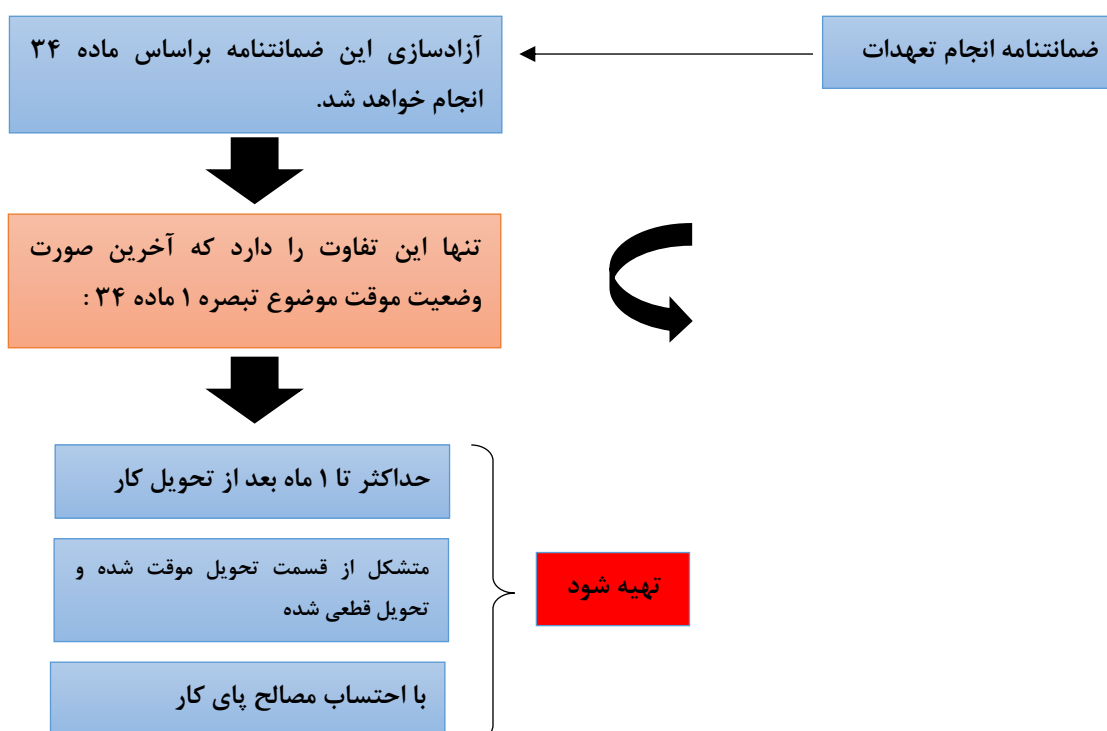 ضمانتنامه انجام تعهدات
آزادسازی این ضمانتنامه براساس ماده ۳۴
انجام خواهد شد.
تنها این تفاوت را دارد که آخرین صورت
وضعیت موقت موضوع تبصره ۱ ماده ۳۴ :
حداکثر تا ۱ ماه بعد از تحویل کار
متشکل از قسمت تحویل موقت شده و
تحویل قطعی شده
با احتساب مصالح پای کار
تهیه شود